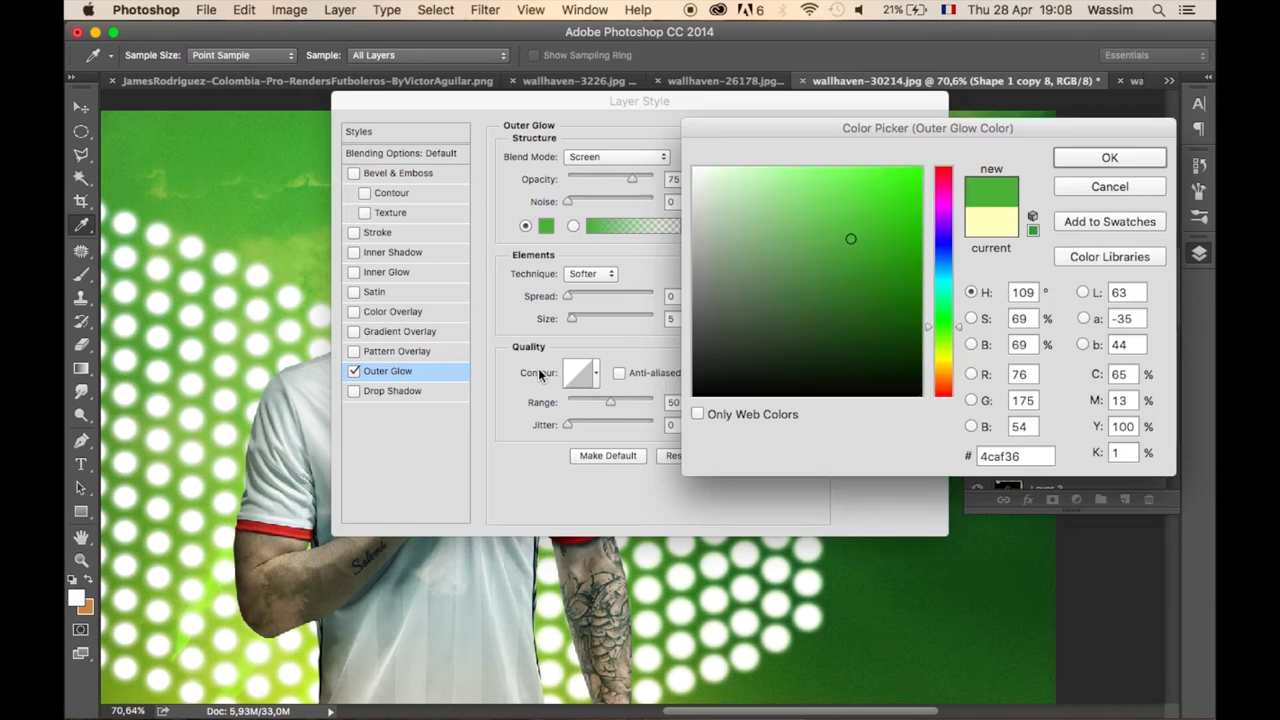 Photoshop File Edit Image Layer Type Select Filter View Window Help 6 21% Thu 28 Apr 19:08 Wassim
Adobe Photoshop CC 2014
Sample Size: Point Sample Sample: All Layers Show Sampling Ring Essentials
JamesRodriguez-Colombia-Pro-RendersFutboleros-ByVictorAguilar.png × wallhaven-3226.jpg ... × wallhaven-26178.jpg... × wallhaven-30214.jpg @ 70,6% (Shape 1 copy 8, RGB/8) * × wa
Layer Style
Styles
Blending Options: Default
Bevel & Emboss
Contour
Texture
Stroke
Inner Shadow
Inner Glow
Satin
Color Overlay
Gradient Overlay
Pattern Overlay
Outer Glow
Drop Shadow
Outer Glow
Structure
Blend Mode: Screen
Opacity: 75
Noise: 0
Elements
Technique: Softer
Spread: 0
Size: 5
Quality
Contour: Anti-aliased
Range: 50
Jitter: 0
Make Default Res
Color Picker (Outer Glow Color)
new
current
OK
Cancel
Add to Swatches
Color Libraries
H: 109 ° L: 63
S: 69 % a: -35
B: 69 % b: 44
R: 76 C: 65 %
G: 175 M: 13 %
B: 54 Y: 100 %
# 4caf36 K: 1 %
Only Web Colors
fx
70,64% Doc: 5,93M/33,0M